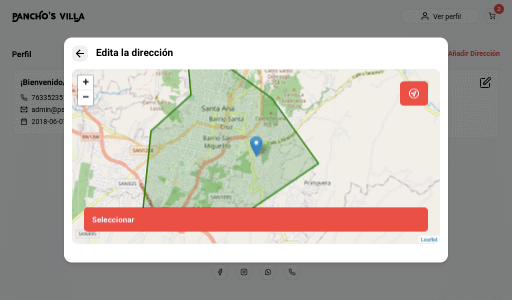 PANCHO'S VILLA
Ver perfil
2
Perfil
Añadir Dirección
¡Bienvenido/
76335235
admin@pa
2018-06-0
Edita la dirección
+
−
Santa Ana
Barrio Santa
Cruz
Barrio San
Miguelito
Primavera
Seleccionar
Leaflet